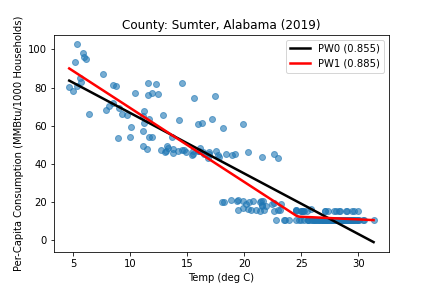 County: Sumter, Alabama (2019)
PW0 (0.855)
PW1 (0.885)
Per-Capita Consumption (MMBtu/1000 Households)
100
80
60
40
20
0
5
10
15
20
25
30
Temp (deg C)